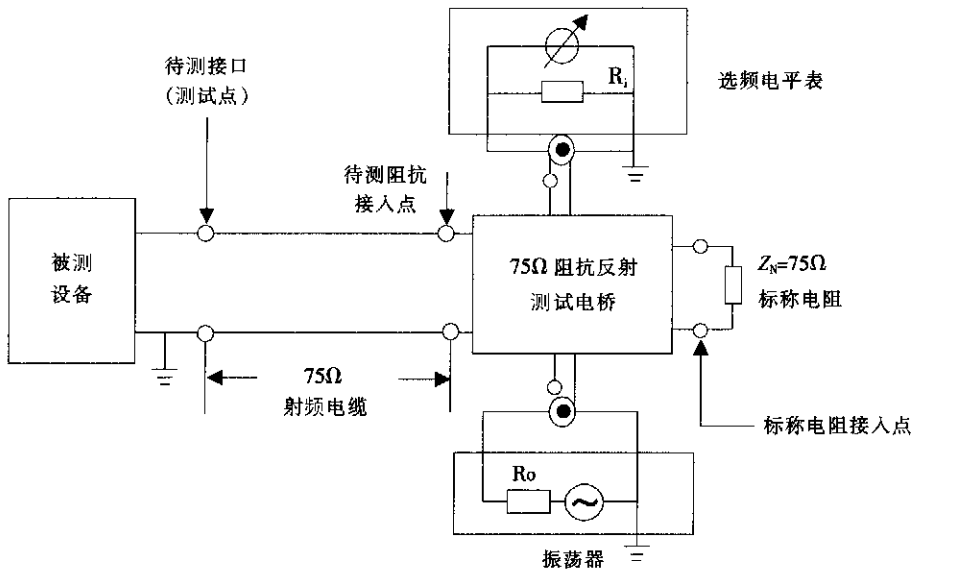 待测接口
(测试点)
Ri
选频电平表
待测阻抗
接入点
被测
设备
75Ω 阻抗反射
测试电桥
ZN=75Ω
标称电阻
75Ω
射频电缆
标称电阻接入点
Ro
振荡器